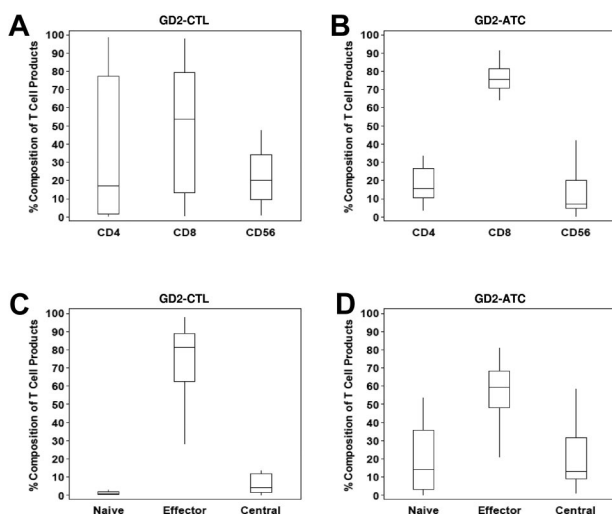 A
GD2-CTL
% Composition of T Cell Products
100
90
80
70
60
50
40
30
20
10
0
CD4 CD8 CD56
B
GD2-ATC
% Composition of T Cell Products
100
90
80
70
60
50
40
30
20
10
0
CD4 CD8 CD56
C
GD2-CTL
% Composition of T Cell Products
100
90
80
70
60
50
40
30
20
10
0
Naive Effector Central
D
GD2-ATC
% Composition of T Cell Products
100
90
80
70
60
50
40
30
20
10
0
Naive Effector Central